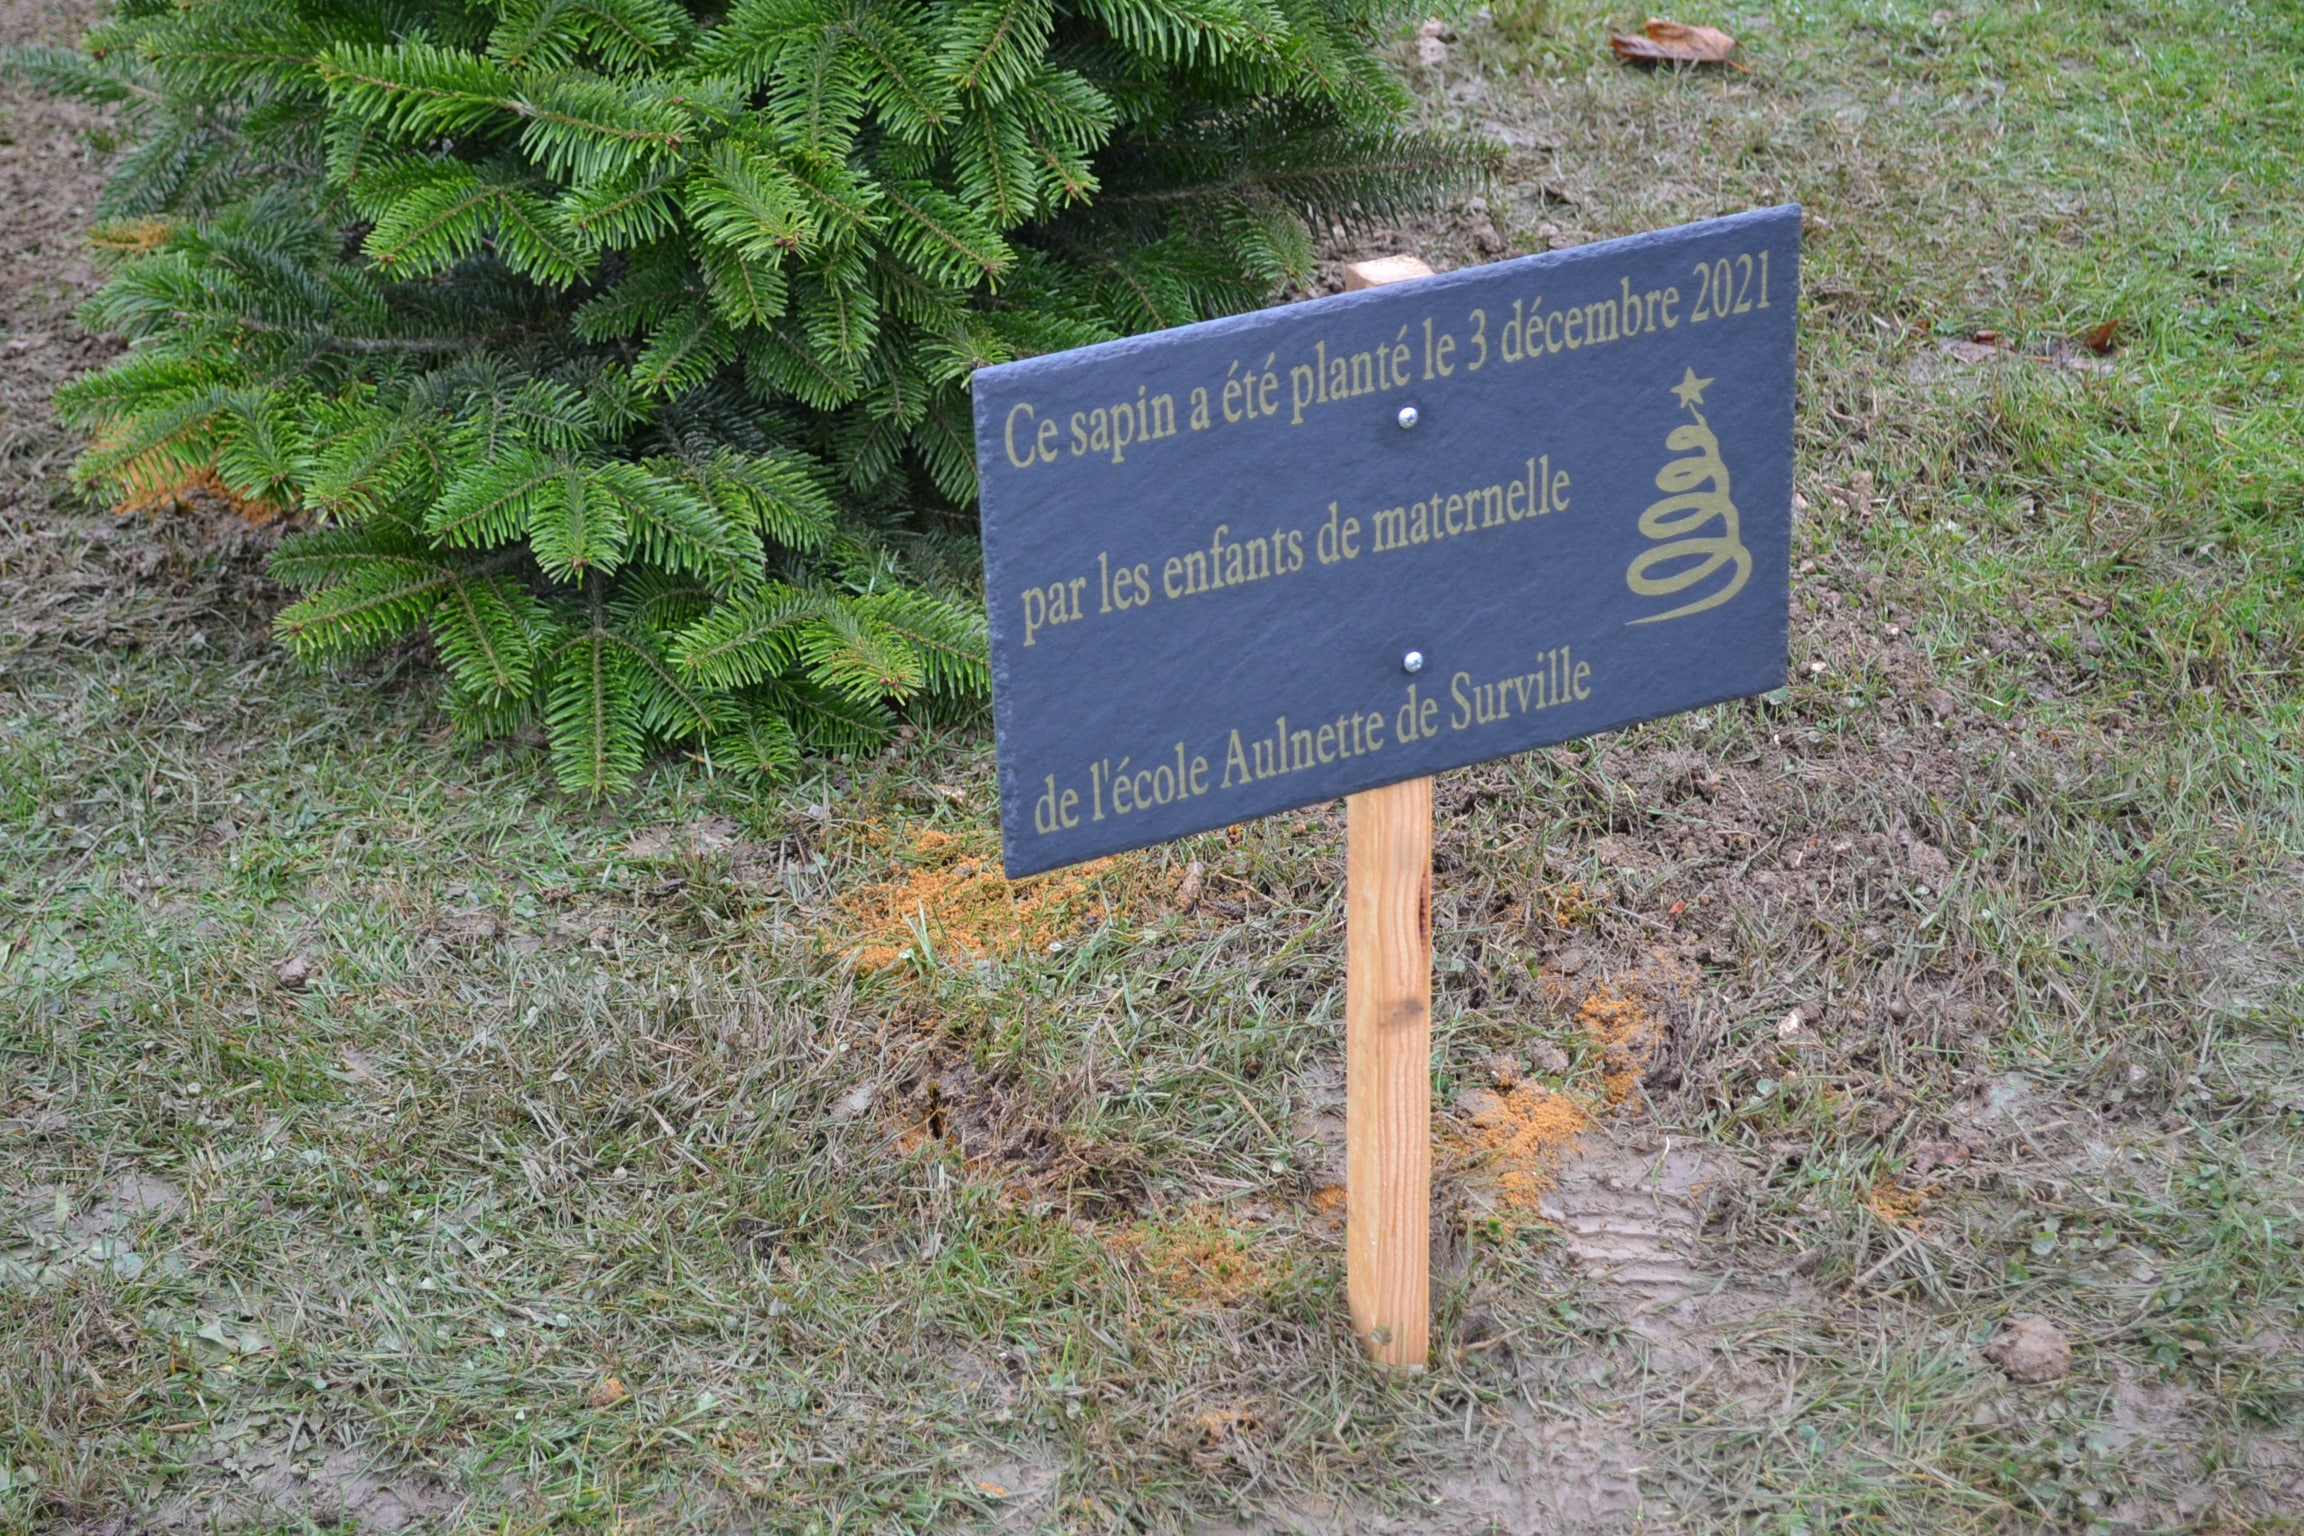 Ce sapin a été planté le 3 décembre 2021
par les enfants de maternelle
de l'école Aulnette de Surville